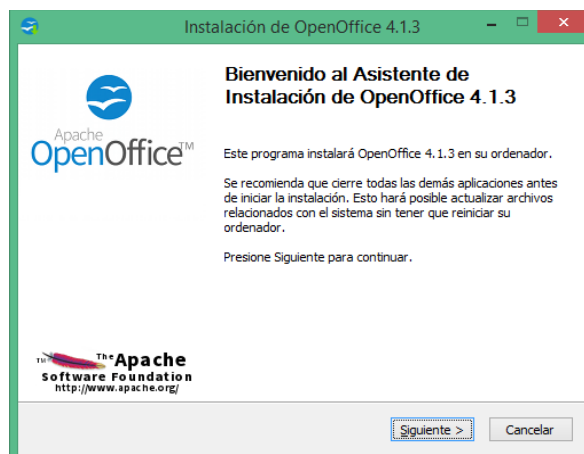 Instalación de OpenOffice 4.1.3
Bienvenido al Asistente de
Instalación de OpenOffice 4.1.3
Apache
OpenOffice™
Este programa instalará OpenOffice 4.1.3 en su ordenador.
Se recomienda que cierre todas las demás aplicaciones antes
de iniciar la instalación. Esto hará posible actualizar archivos
relacionados con el sistema sin tener que reiniciar su
ordenador.
Presione Siguiente para continuar.
TM The Apache
Software Foundation
http://www.apache.org/
Siguiente >
Cancelar